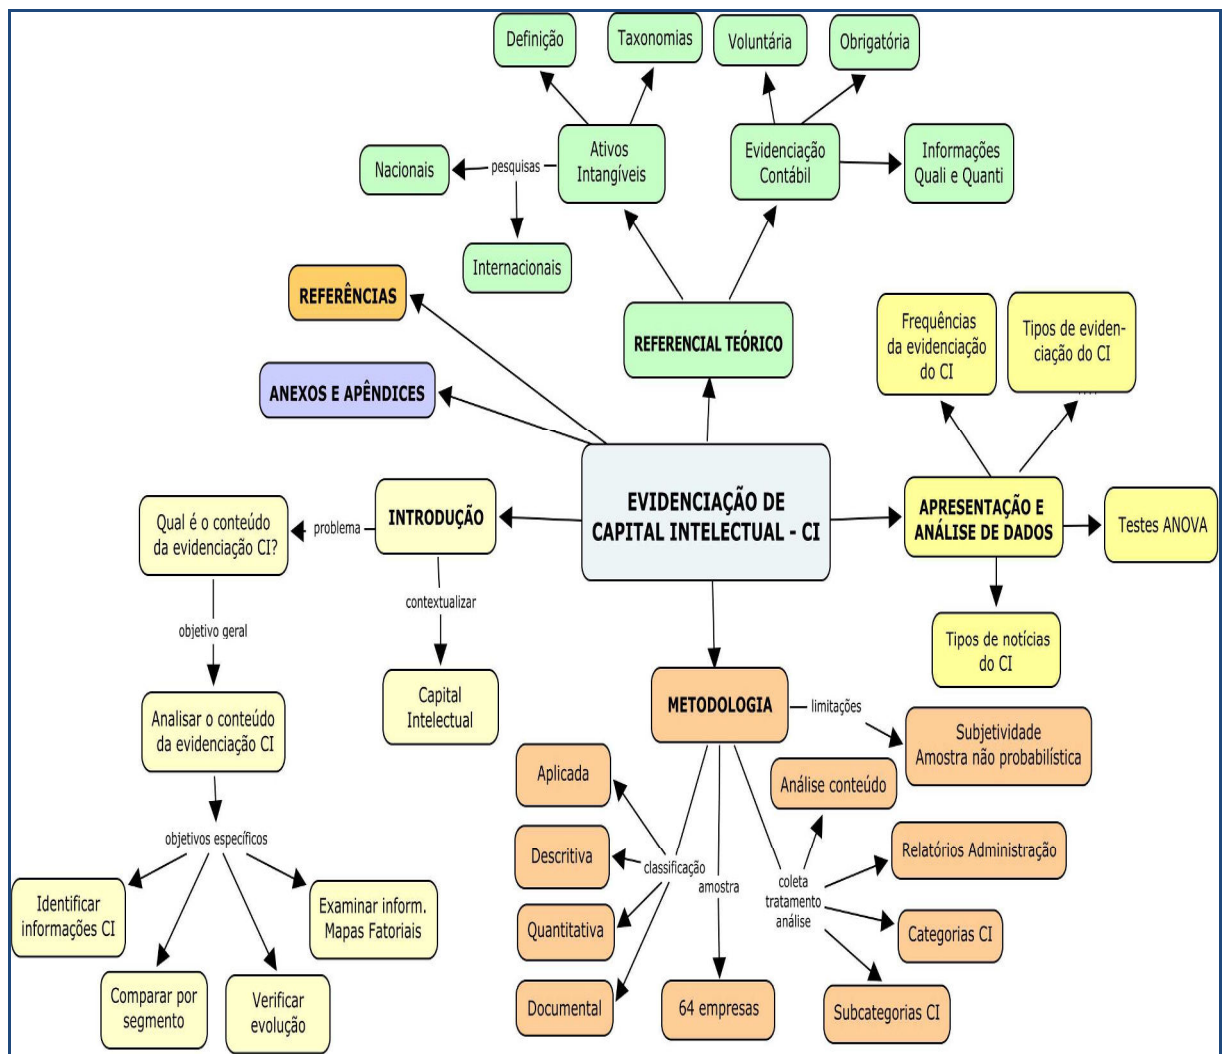 Definição
Taxonomias
Voluntária
Obrigatória
Ativos
Intangíveis
Evidenciação
Contábil
Informações
Quali e Quanti
Nacionais
pesquisas
Internacionais
REFERÊNCIAS
REFERENCIAL TEÓRICO
ANEXOS E APÊNDICES
Frequências
da evidenciação
do CI
Tipos de eviden-
ciação do CI
EVIDENCIAÇÃO DE
CAPITAL INTELECTUAL - CI
APRESENTAÇÃO E
ANÁLISE DE DADOS
Testes ANOVA
Tipos de notícias
do CI
INTRODUÇÃO
problema
Qual é o conteúdo
da evidenciação CI?
contextualizar
Capital
Intelectual
objetivo geral
Analisar o conteúdo
da evidenciação CI
objetivos específicos
Identificar
informações CI
Comparar por
segmento
Verificar
evolução
Examinar inform.
Mapas Fatoriais
METODOLOGIA
limitações
Subjetividade
Amostra não probabilística
Aplicada
Descritiva
classificação
Quantitativa
Documental
amostra
64 empresas
coleta
tratamento
análise
Análise conteúdo
Relatórios Administração
Categorias CI
Subcategorias CI